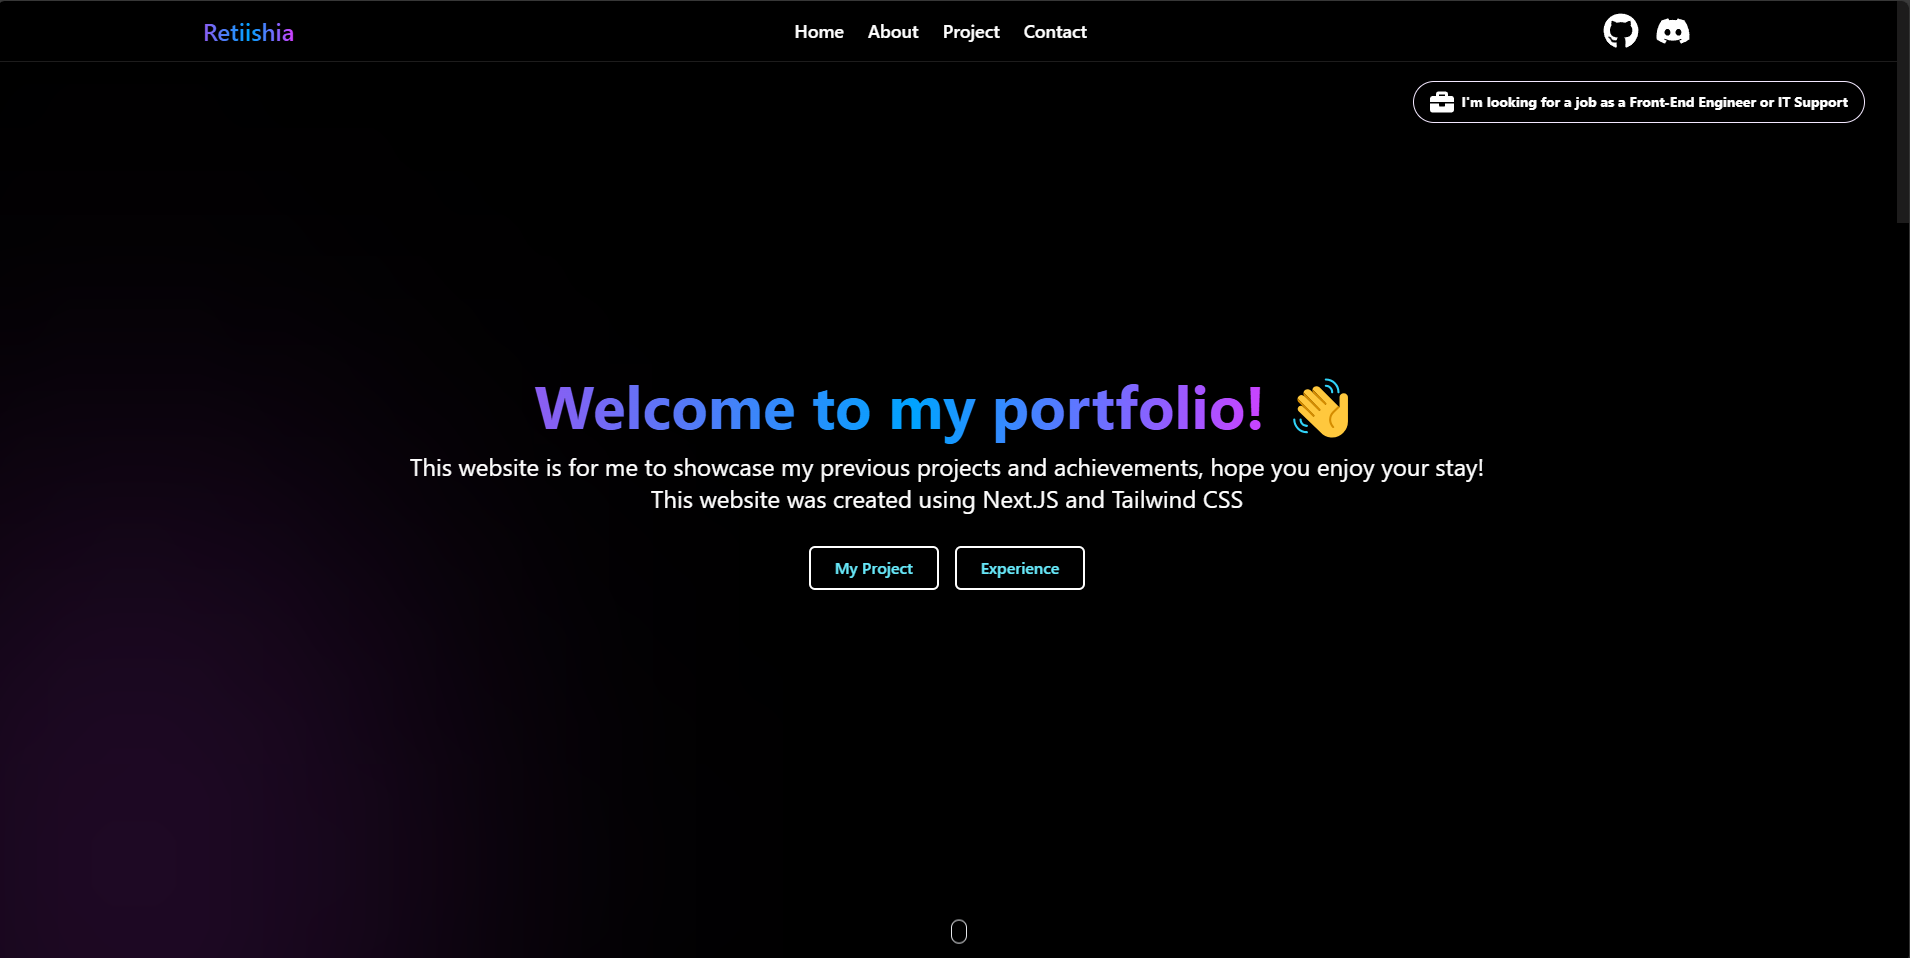 Retiishia
Home About Project Contact
I'm looking for a job as a Front-End Engineer or IT Support
Welcome to my portfolio! 👋
This website is for me to showcase my previous projects and achievements, hope you enjoy your stay!
This website was created using Next.JS and Tailwind CSS
My Project Experience